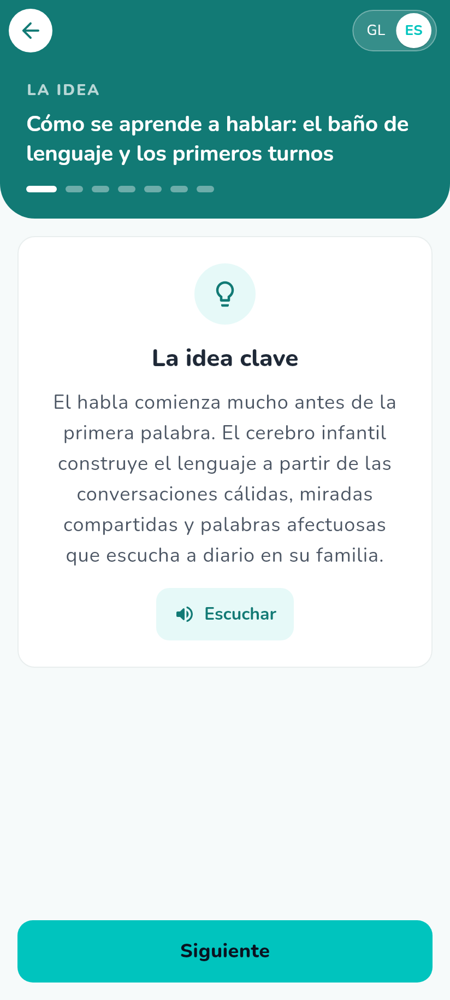 GL
ES
LA IDEA
Cómo se aprende a hablar: el baño de
lenguaje y los primeros turnos
La idea clave
El habla comienza mucho antes de la
primera palabra. El cerebro infantil
construye el lenguaje a partir de las
conversaciones cálidas, miradas
compartidas y palabras afectuosas
que escucha a diario en su familia.
Escuchar
Siguiente